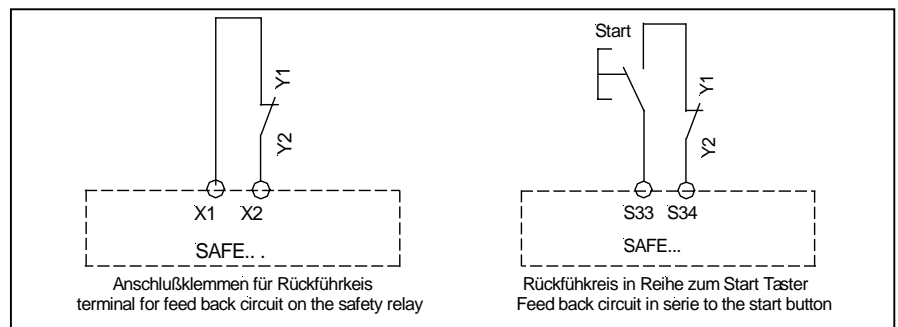 Y1
Y2
X1 X2
SAFE.. .
Anschlußklemmen für Rückführkeis
terminal for feed back circuit on the safety relay
Start
Y1
Y2
S33 S34
SAFE...
Rückfühkreis in Reihe zum Start Taster
Feed back circuit in serie to the start button